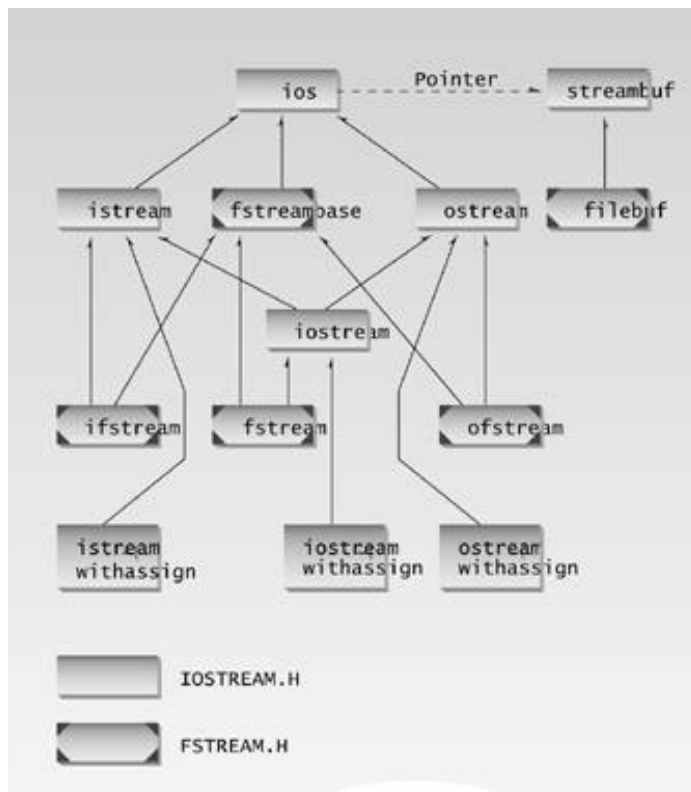 ios
Pointer
streambuf
istream
fstreambase
ostream
filebuf
iostream
ifstream
fstream
ofstream
istream
withassign
iostream
withassign
ostream
withassign
IOSTREAM.H
FSTREAM.H